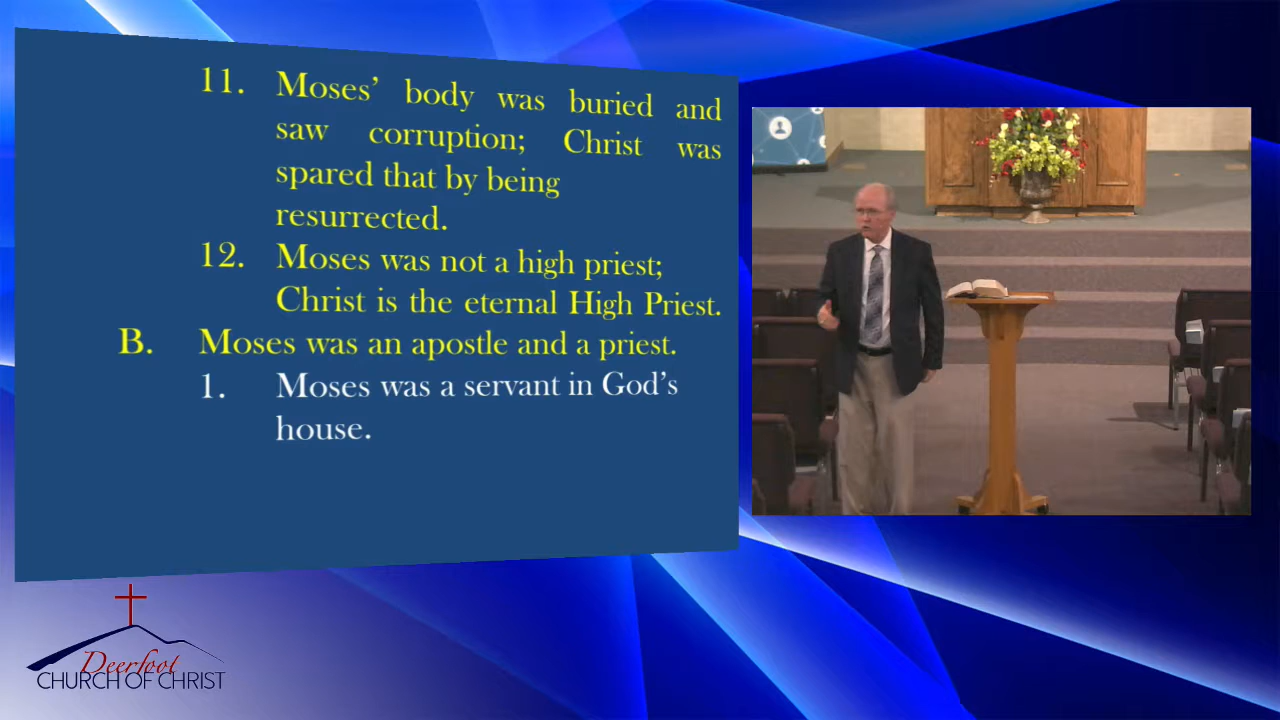 11. Moses' body was buried and
saw corruption; Christ was
spared that by being
resurrected.
12. Moses was not a high priest;
Christ is the eternal High Priest.
B. Moses was an apostle and a priest.
1. Moses was a servant in God's
house.
Deerfoot
CHURCH OF CHRIST